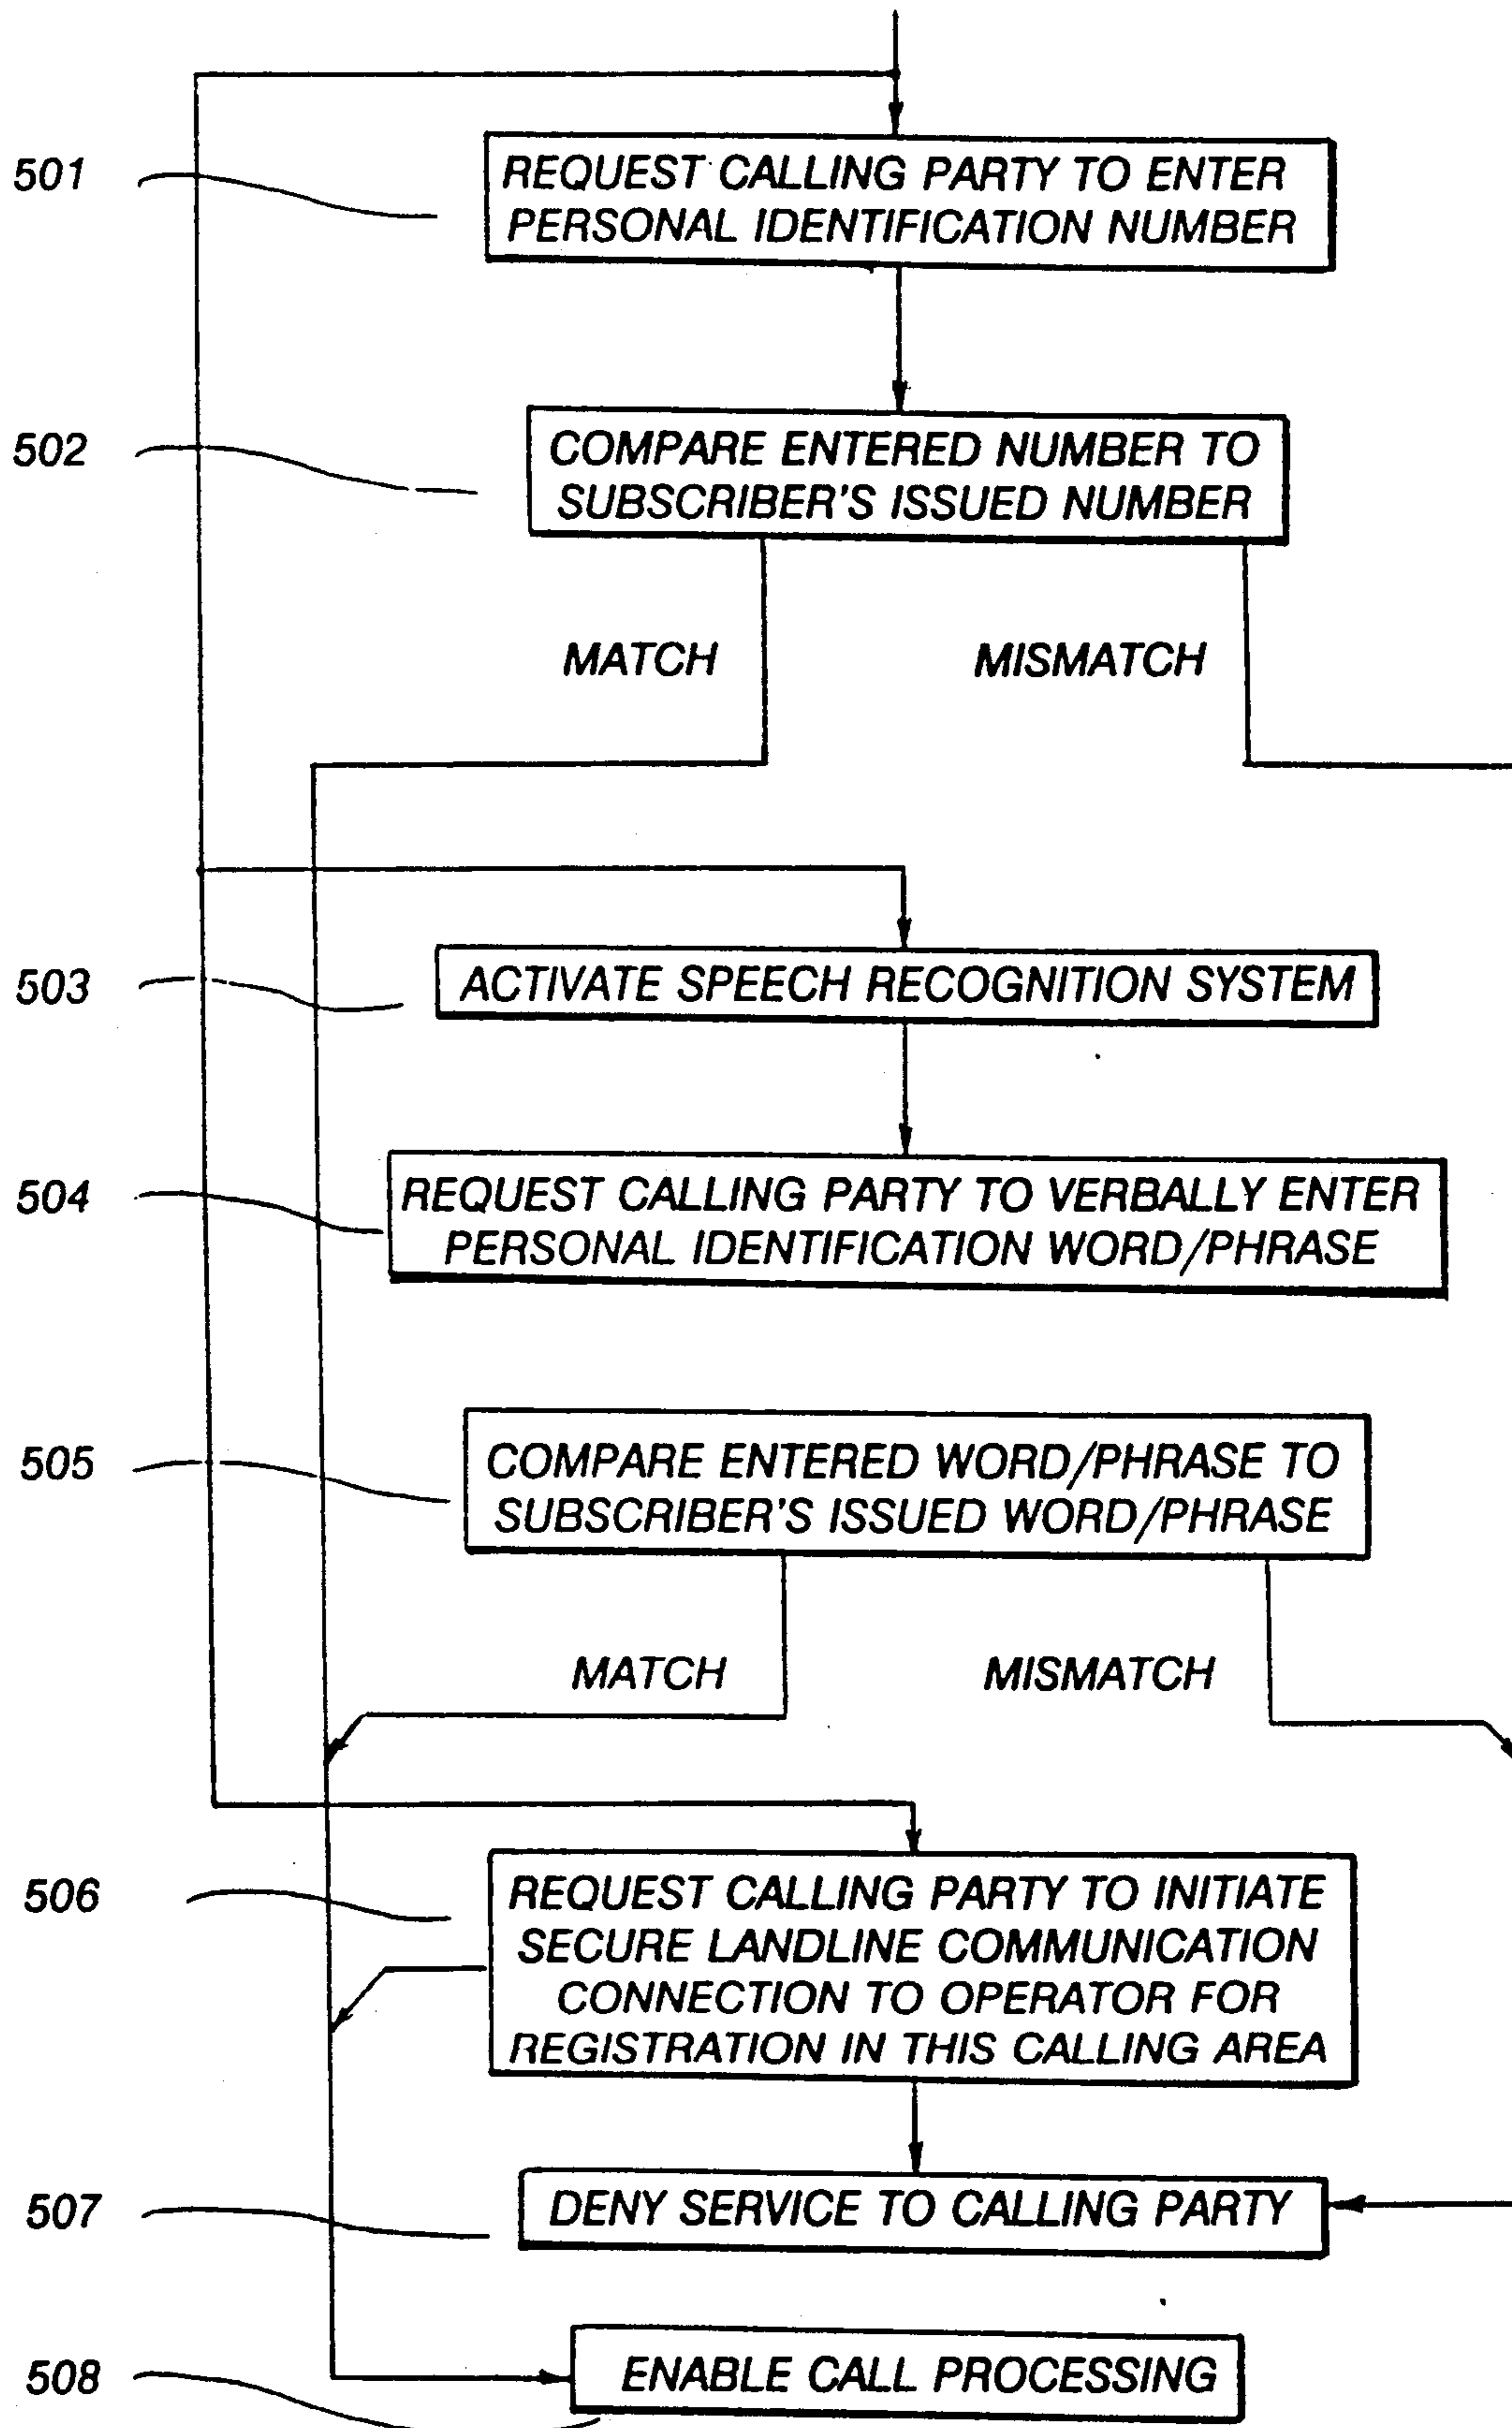 501
REQUEST CALLING PARTY TO ENTER
PERSONAL IDENTIFICATION NUMBER
502
COMPARE ENTERED NUMBER TO
SUBSCRIBER'S ISSUED NUMBER
MATCH
MISMATCH
503
ACTIVATE SPEECH RECOGNITION SYSTEM
504
REQUEST CALLING PARTY TO VERBALLY ENTER
PERSONAL IDENTIFICATION WORD/PHRASE
505
COMPARE ENTERED WORD/PHRASE TO
SUBSCRIBER'S ISSUED WORD/PHRASE
MATCH
MISMATCH
506
REQUEST CALLING PARTY TO INITIATE
SECURE LANDLINE COMMUNICATION
CONNECTION TO OPERATOR FOR
REGISTRATION IN THIS CALLING AREA
507
DENY SERVICE TO CALLING PARTY
508
ENABLE CALL PROCESSING